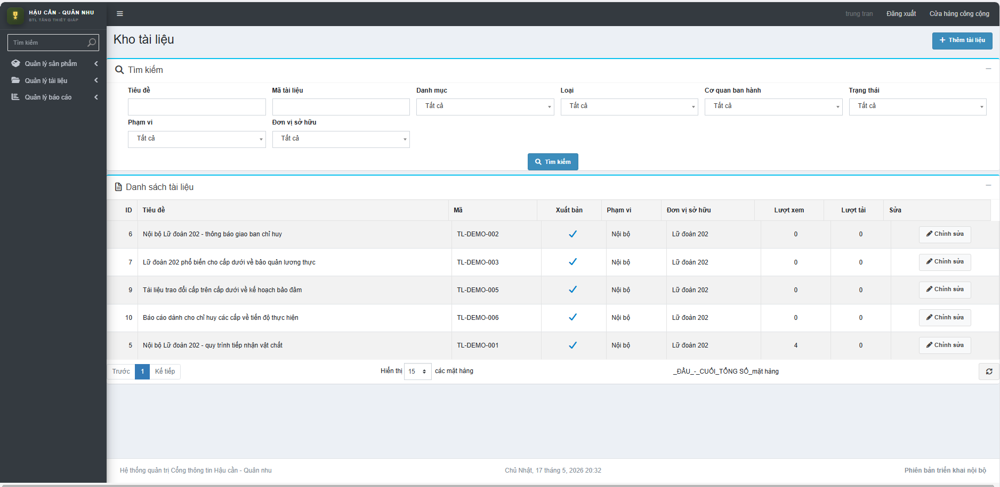 HẬU CẦN - QUÂN NHU
BTL TĂNG THIẾT GIÁP
trung tran
Đăng xuất
Cửa hàng công cộng
Tìm kiếm
Quản lý sản phẩm
Quản lý tài liệu
Quản lý báo cáo
Kho tài liệu
Thêm tài liệu
Tìm kiếm
Tiêu đề
Mã tài liệu
Danh mục
Loại
Cơ quan ban hành
Trạng thái
Tất cả
Tất cả
Tất cả
Tất cả
Phạm vi
Đơn vị sở hữu
Tất cả
Tất cả
Tìm kiếm
Danh sách tài liệu
ID Tiêu đề Mã Xuất bản Phạm vi Đơn vị sở hữu Lượt xem Lượt tải Sửa
6 Nội bộ Lữ đoàn 202 - thông báo giao ban chỉ huy TL-DEMO-002 Nội bộ Lữ đoàn 202 0 0 Chỉnh sửa
7 Lữ đoàn 202 phổ biến cho cấp dưới về bảo quản lương thực TL-DEMO-003 Nội bộ Lữ đoàn 202 0 0 Chỉnh sửa
9 Tài liệu trao đổi cấp trên cấp dưới về kế hoạch bảo đảm TL-DEMO-005 Nội bộ Lữ đoàn 202 0 0 Chỉnh sửa
10 Báo cáo dành cho chỉ huy các cấp về tiến độ thực hiện TL-DEMO-006 Nội bộ Lữ đoàn 202 0 0 Chỉnh sửa
5 Nội bộ Lữ đoàn 202 - quy trình tiếp nhận vật chất TL-DEMO-001 Nội bộ Lữ đoàn 202 4 0 Chỉnh sửa
Trước 1 Kế tiếp
Hiển thị 15 các mặt hàng
_ĐẦU_-_CUỐI_TỔNG SỐ_mặt hàng
Hệ thống quản trị Cổng thông tin Hậu cần - Quân nhu
Chủ Nhật, 17 tháng 5, 2026 20:32
Phiên bản triển khai nội bộ